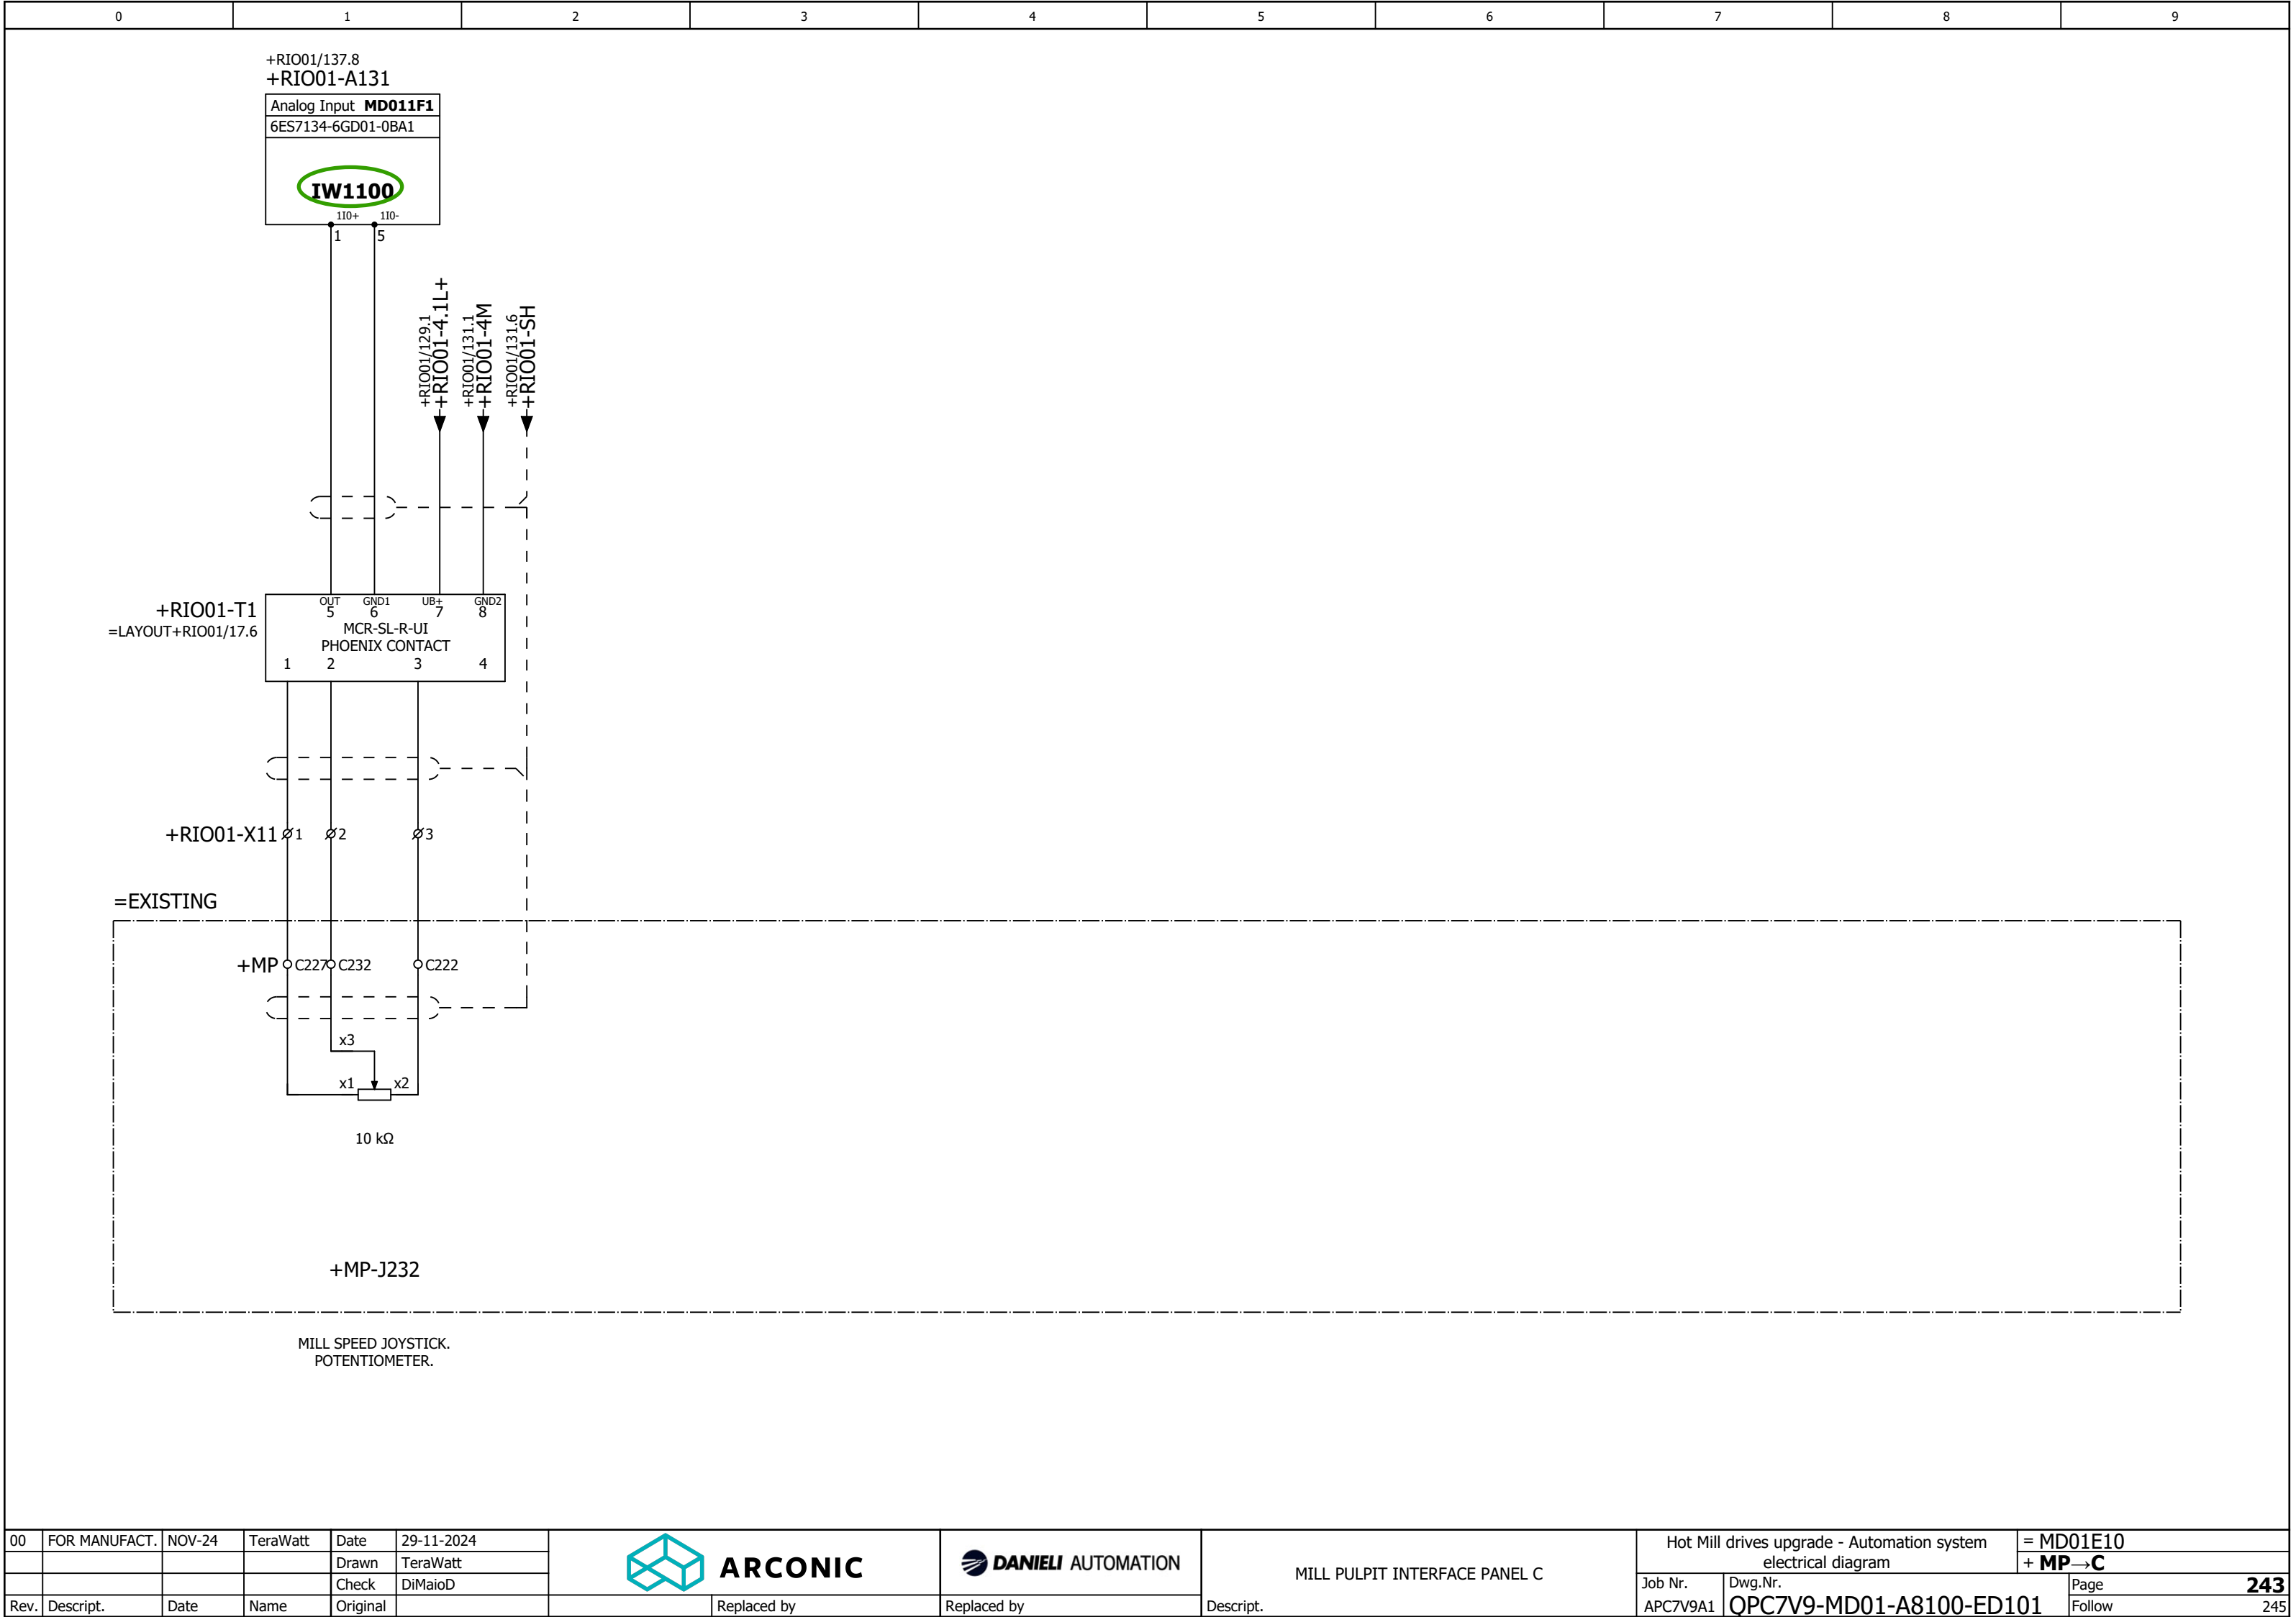 0 1 2 3 4 5 6 7 8 9
+RIO01/137.8
+RIO01-A131
Analog Input MD011F1
6ES7134-6GD01-0BA1
IW1100
1I0+ 1I0-
1 5
+RIO01/129.1
+RIO01-4.1L+
+RIO01/131.1
+RIO01-4M
+RIO01/131.6
+RIO01-SH
+RIO01-T1
=LAYOUT+RIO01/17.6
OUT GND1 UB+ GND2
5 6 7 8
MCR-SL-R-UI
PHOENIX CONTACT
1 2 3 4
+RIO01-X11 1 2 3
=EXISTING
+MP C227 C232 C222
x3
x1 x2
10 kΩ
+MP-J232
MILL SPEED JOYSTICK.
POTENTIOMETER.
00 FOR MANUFACT. NOV-24 TeraWatt Date 29-11-2024
Drawn TeraWatt
Check DiMaioD
Rev. Descript. Date Name Original
ARCONIC
Replaced by
DANIELI AUTOMATION
Replaced by
MILL PULPIT INTERFACE PANEL C
Descript.
Hot Mill drives upgrade - Automation system
electrical diagram
= MD01E10
+ MP→C
Job Nr. Dwg.Nr. Page 243
APC7V9A1 QPC7V9-MD01-A8100-ED101 Follow 245